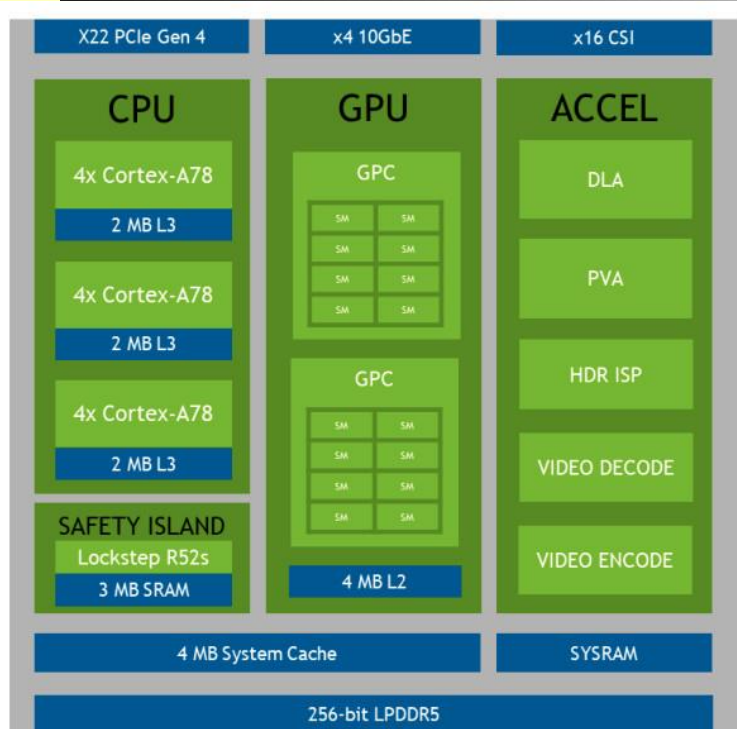 X22 PCIe Gen 4
x4 10GbE
x16 CSI
CPU
4x Cortex-A78
2 MB L3
4x Cortex-A78
2 MB L3
4x Cortex-A78
2 MB L3
SAFETY ISLAND
Lockstep R52s
3 MB SRAM
GPU
GPC
SM SM
SM SM
SM SM
SM SM
GPC
SM SM
SM SM
SM SM
SM SM
4 MB L2
ACCEL
DLA
PVA
HDR ISP
VIDEO DECODE
VIDEO ENCODE
4 MB System Cache
SYSRAM
256-bit LPDDR5